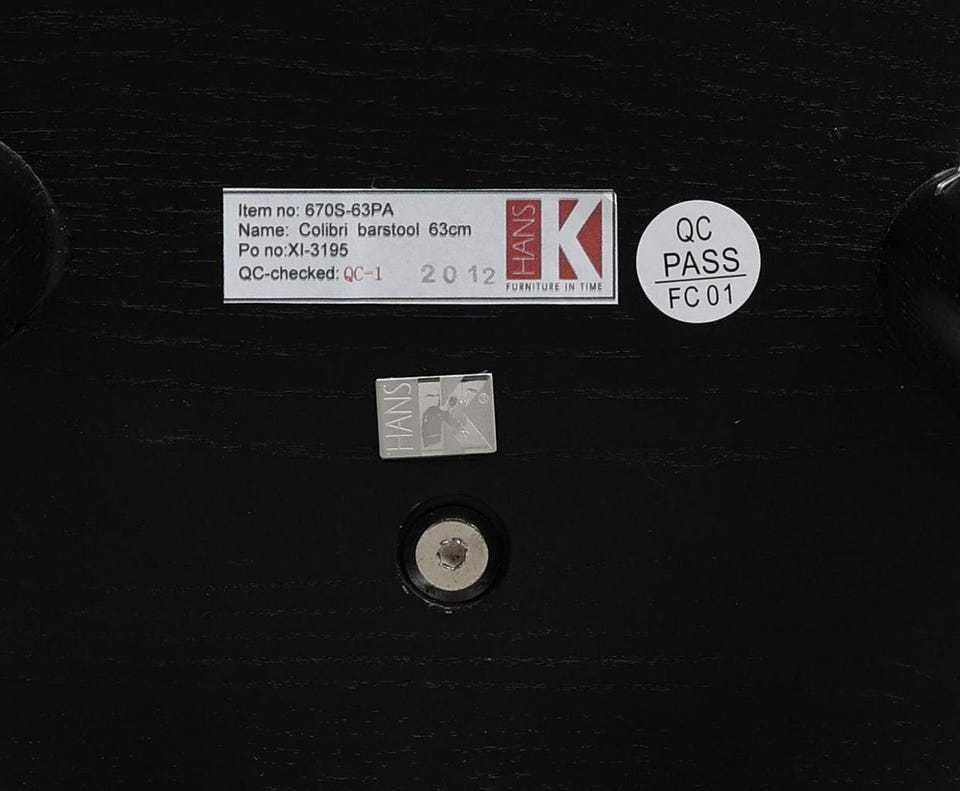 Item no: 670S-63PA
Name: Colibri barstool 63cm
Po no:XI-3195
QC-checked: QC-1 2012
HANS K
FURNITURE IN TIME
QC
PASS
FC 01
HANS K ®